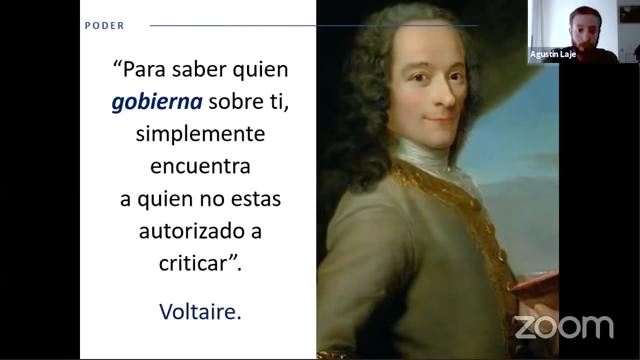 PODER
“Para saber quien
gobierna sobre ti,
simplemente
encuentra
a quien no estas
autorizado a
criticar”.
Voltaire.
Agustín Laje
zoom